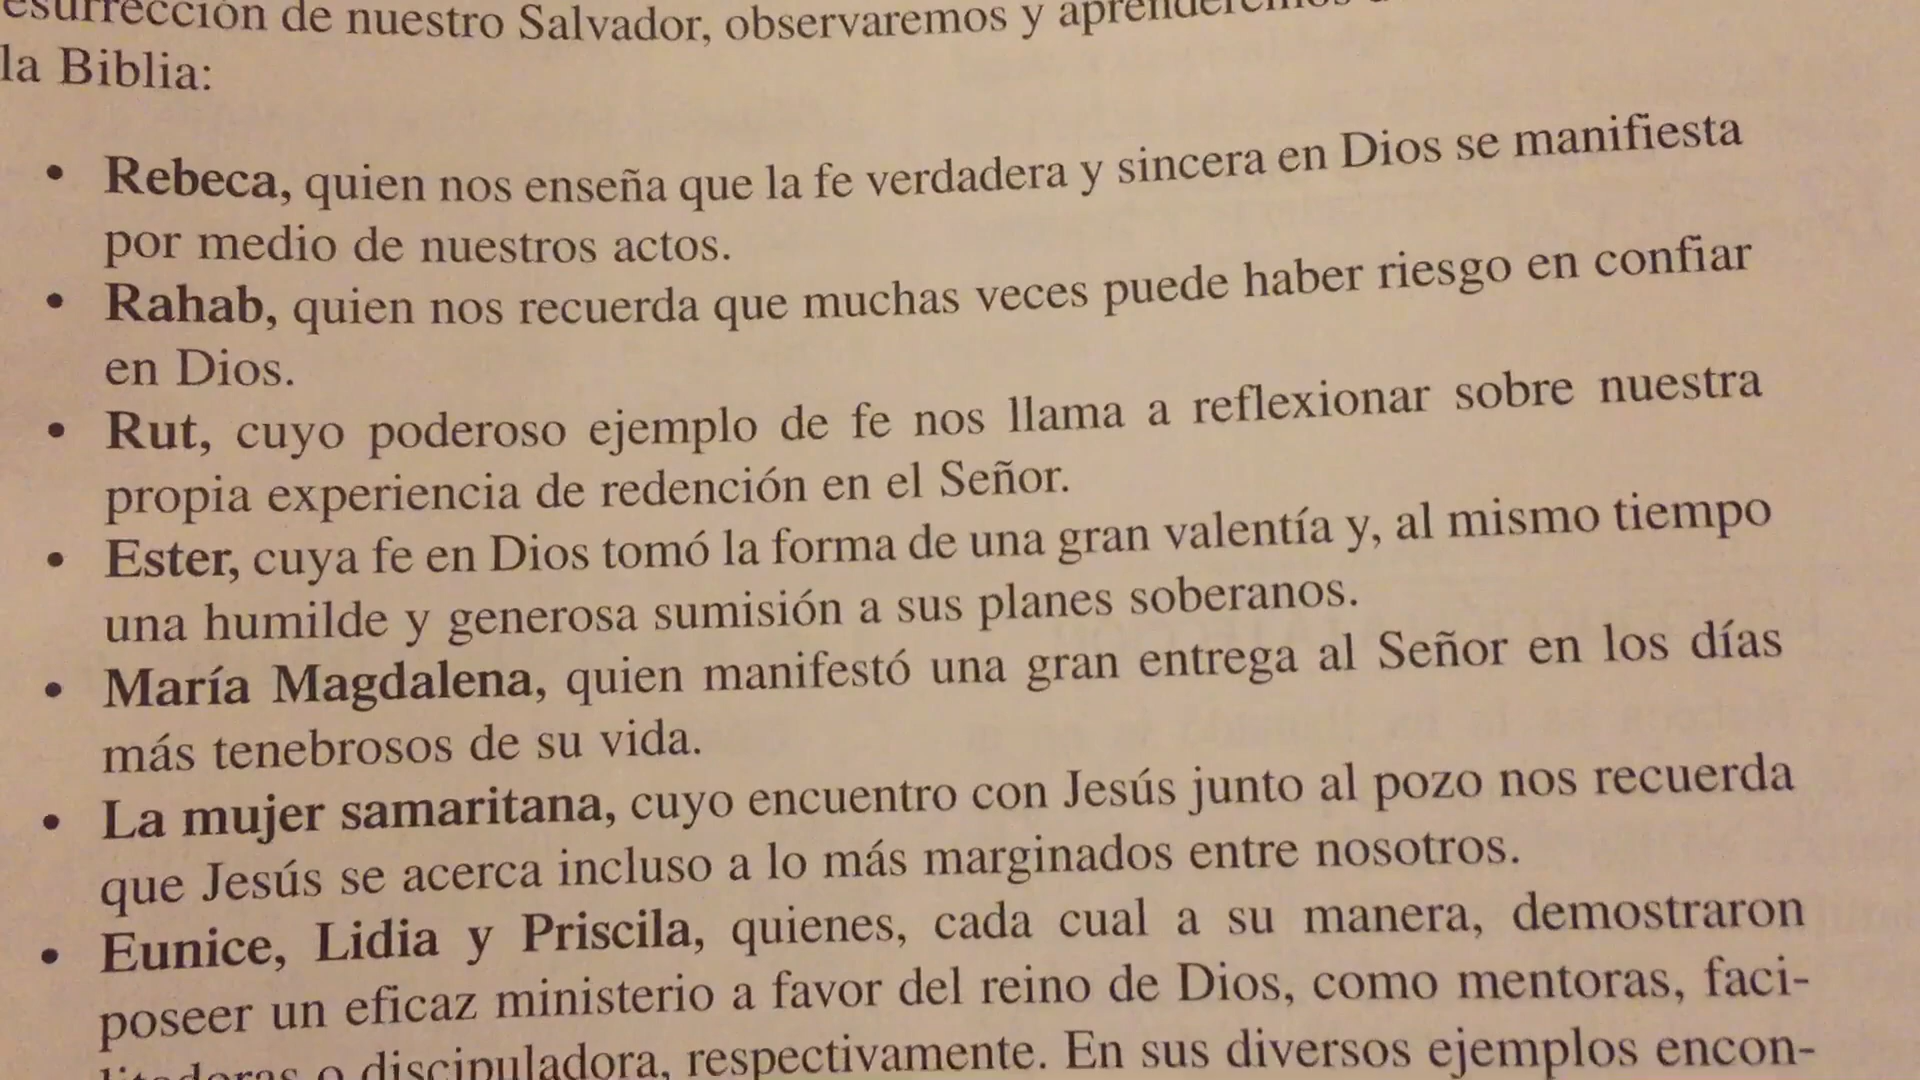 esurrección de nuestro Salvador, observaremos y aprenderemos
la Biblia:
• Rebeca, quien nos enseña que la fe verdadera y sincera en Dios se manifiesta
por medio de nuestros actos.
• Rahab, quien nos recuerda que muchas veces puede haber riesgo en confiar
en Dios.
• Rut, cuyo poderoso ejemplo de fe nos llama a reflexionar sobre nuestra
propia experiencia de redención en el Señor.
• Ester, cuya fe en Dios tomó la forma de una gran valentía y, al mismo tiempo
una humilde y generosa sumisión a sus planes soberanos.
• María Magdalena, quien manifestó una gran entrega al Señor en los días
más tenebrosos de su vida.
• La mujer samaritana, cuyo encuentro con Jesús junto al pozo nos recuerda
que Jesús se acerca incluso a lo más marginados entre nosotros.
• Eunice, Lidia y Priscila, quienes, cada cual a su manera, demostraron
poseer un eficaz ministerio a favor del reino de Dios, como mentoras, faci-
litadoras o discipuladora, respectivamente. En sus diversos ejemplos encon-